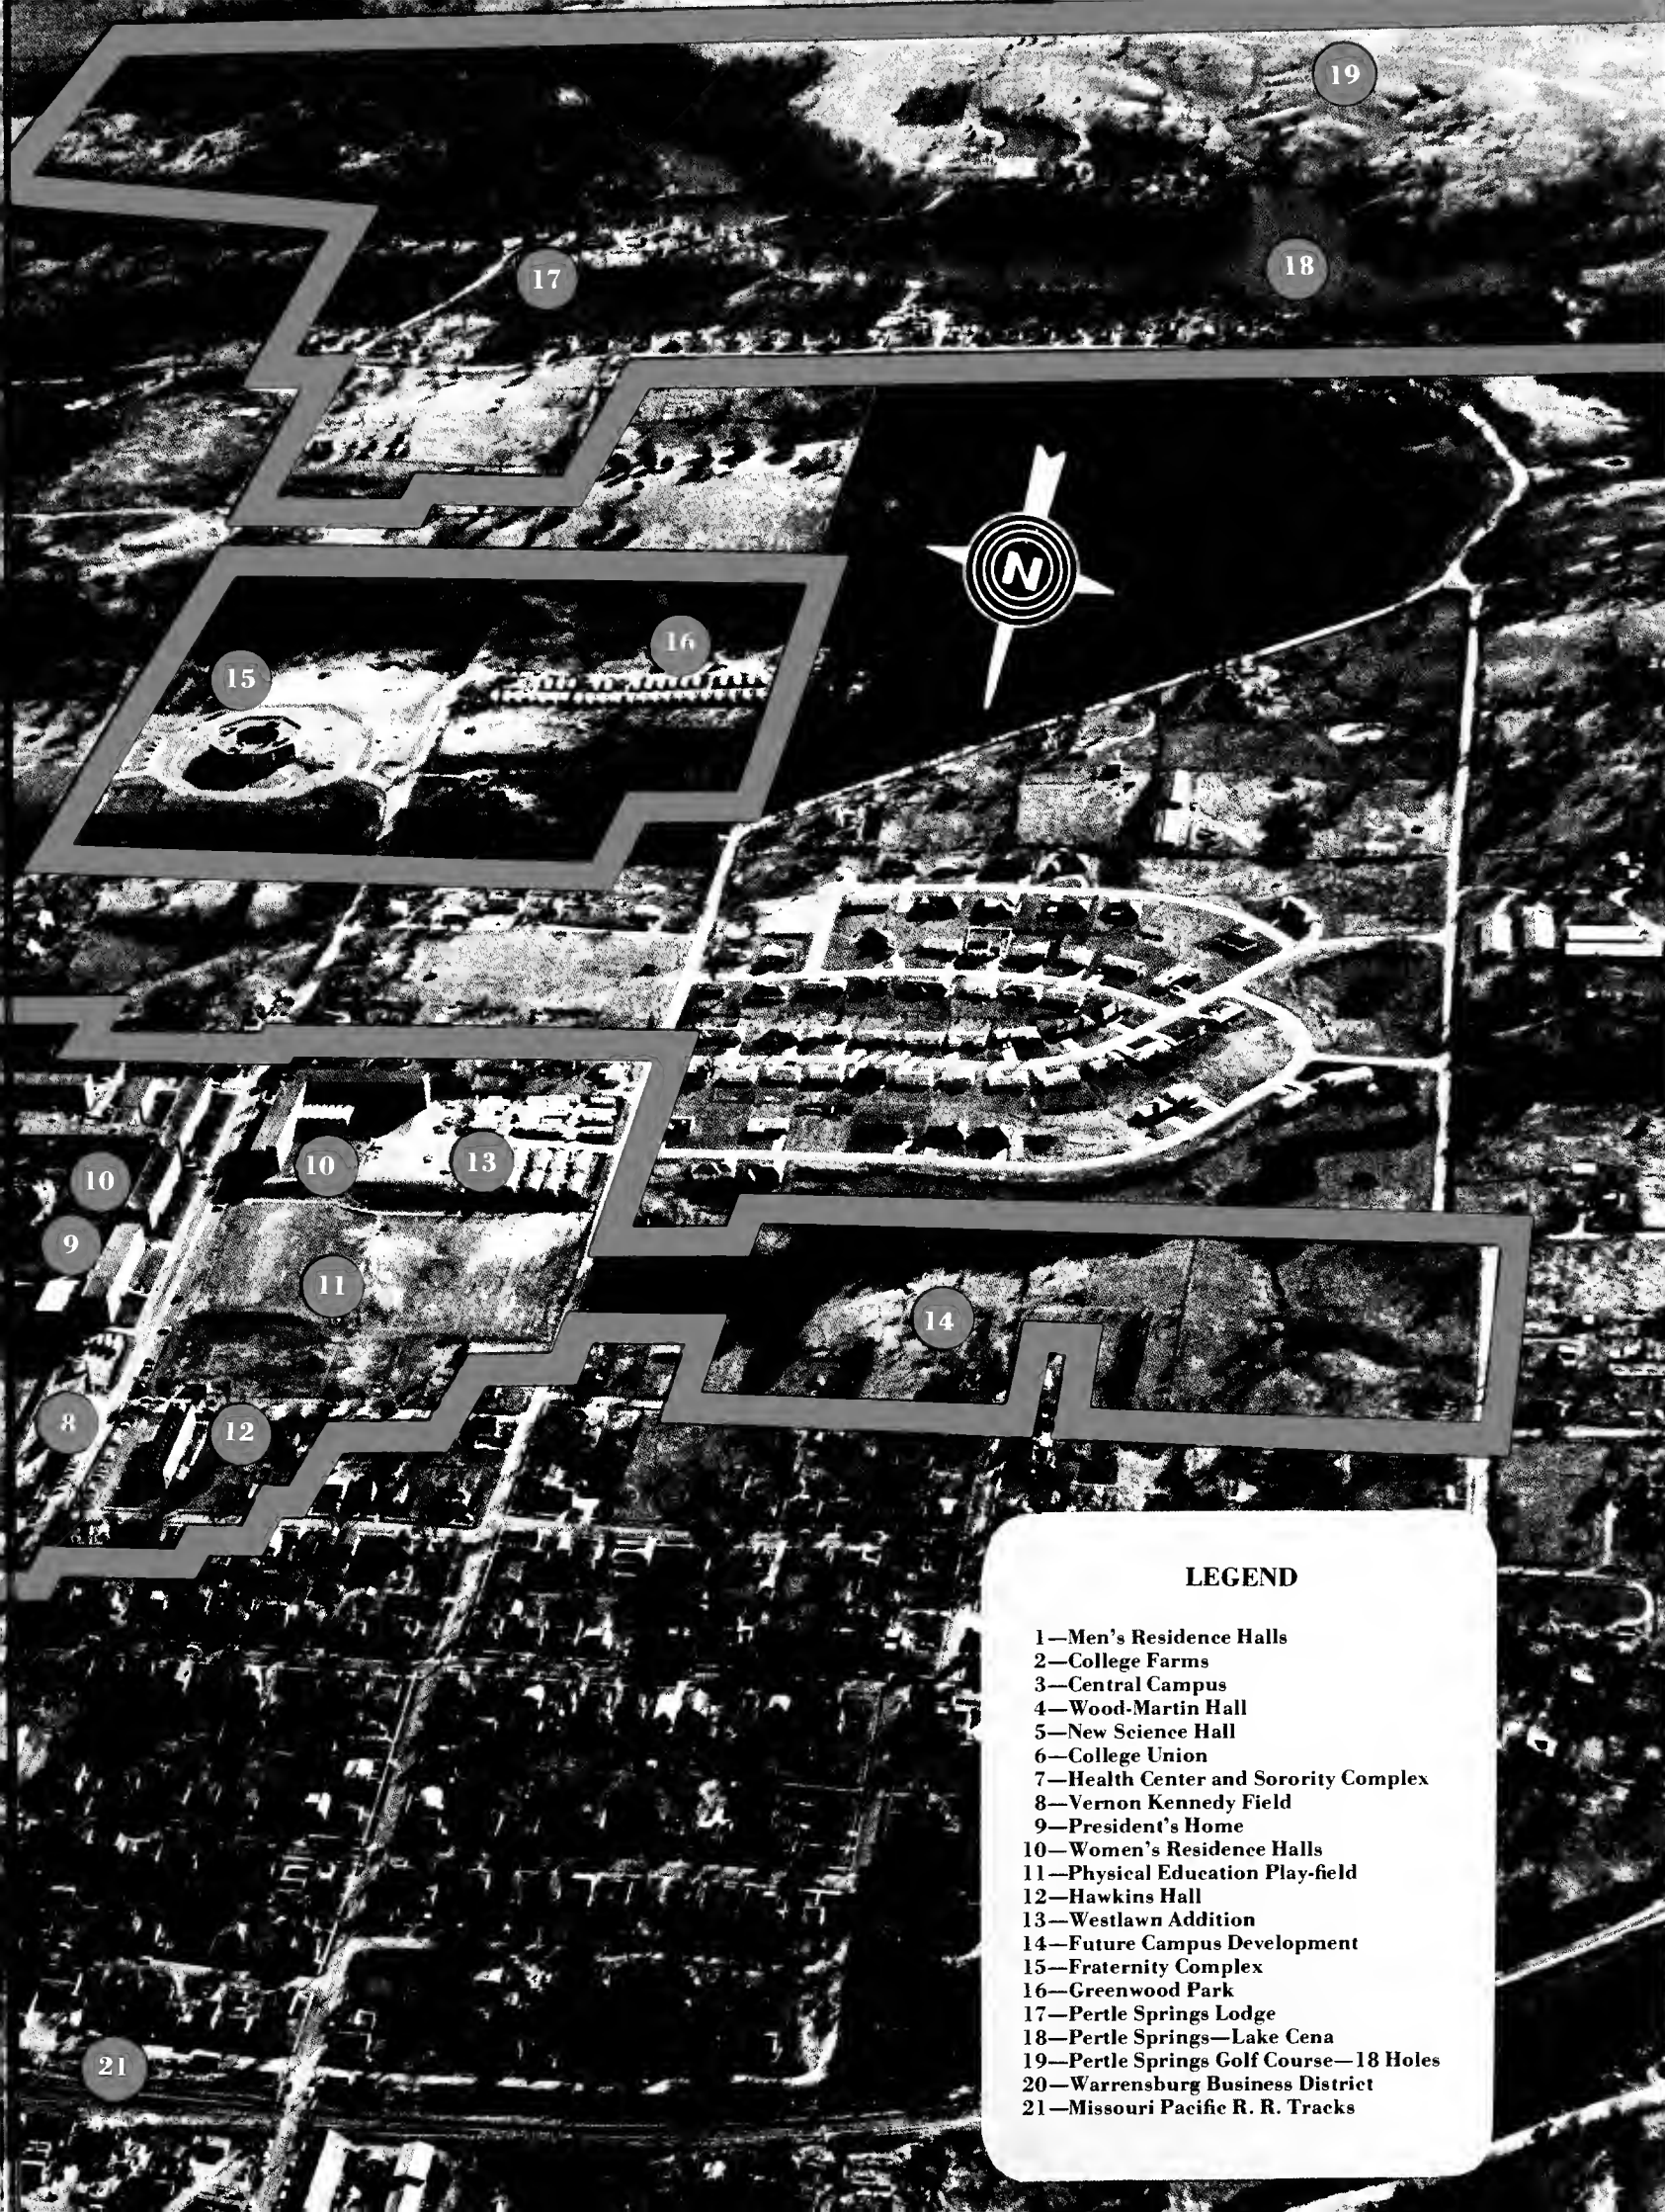 19
18
17
N
16
15
10
13
10
9
11
14
8
12
LEGEND
1—Men's Residence Halls
2—College Farms
3—Central Campus
4—Wood-Martin Hall
5—New Science Hall
6—College Union
7—Health Center and Sorority Complex
8—Vernon Kennedy Field
9—President's Home
10—Women's Residence Halls
11—Physical Education Play-field
12—Hawkins Hall
13—Westlawn Addition
14—Future Campus Development
15—Fraternity Complex
16—Greenwood Park
17—Pertle Springs Lodge
18—Pertle Springs—Lake Cena
19—Pertle Springs Golf Course—18 Holes
20—Warrensburg Business District
21—Missouri Pacific R. R. Tracks
21